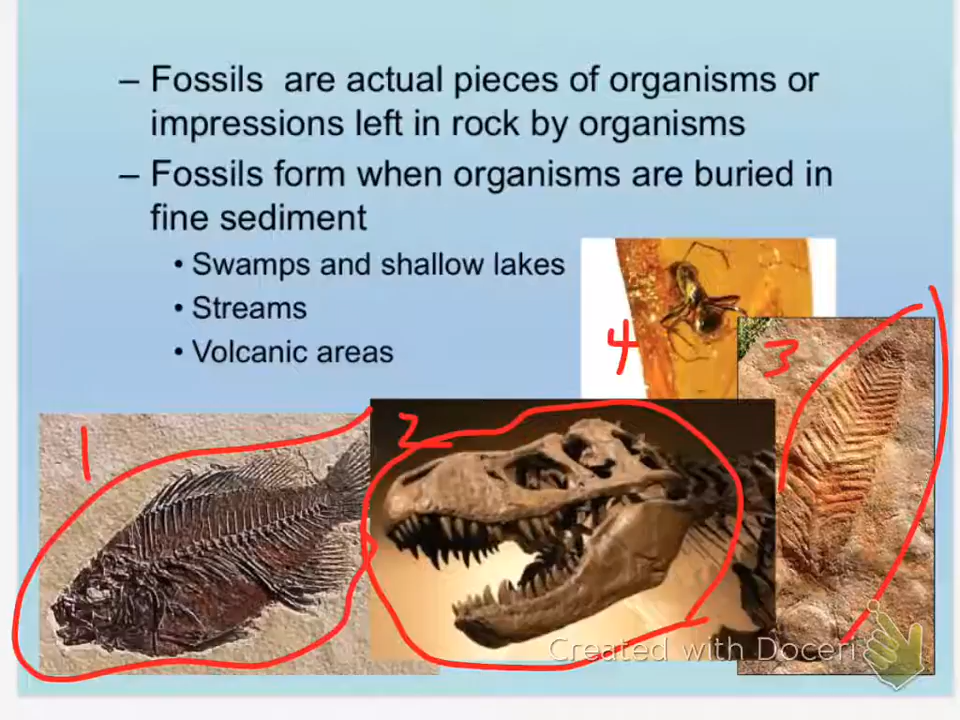 – Fossils are actual pieces of organisms or
impressions left in rock by organisms
– Fossils form when organisms are buried in
fine sediment
• Swamps and shallow lakes
• Streams
• Volcanic areas
4
3
1
2
Created with Doceri